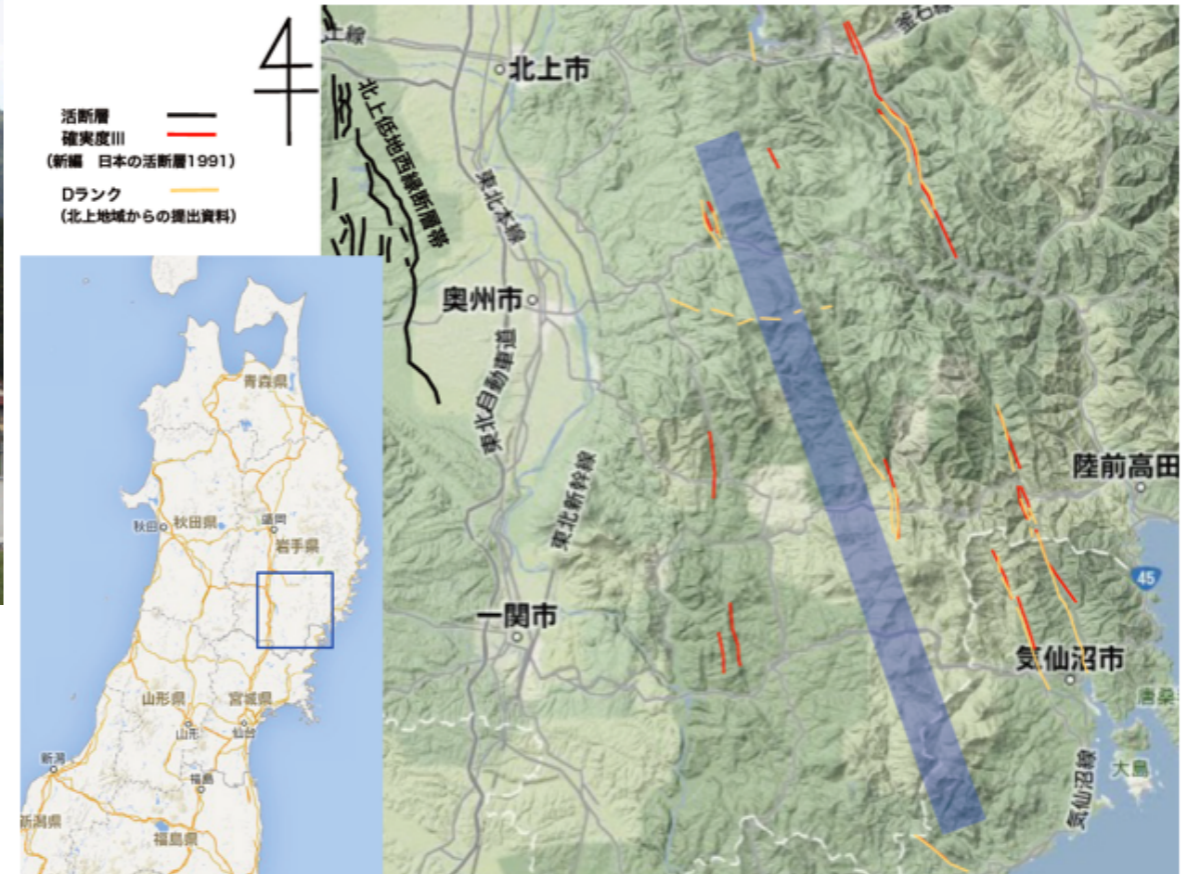 活断層
確実度III
(新編　日本の活断層1991)
Dランク
(北上地域からの提出資料)
北上市
釜石線
北上低地西縁断層帯
東北本線
奥州市
東北自動車道
東北新幹線
陸前高田
一関市
45
気仙沼市
唐桑
大島
気仙沼線
青森県
秋田
秋田県
盛岡
岩手県
山形県
宮城県
山形
仙台
新潟
福島
新潟県
福島県